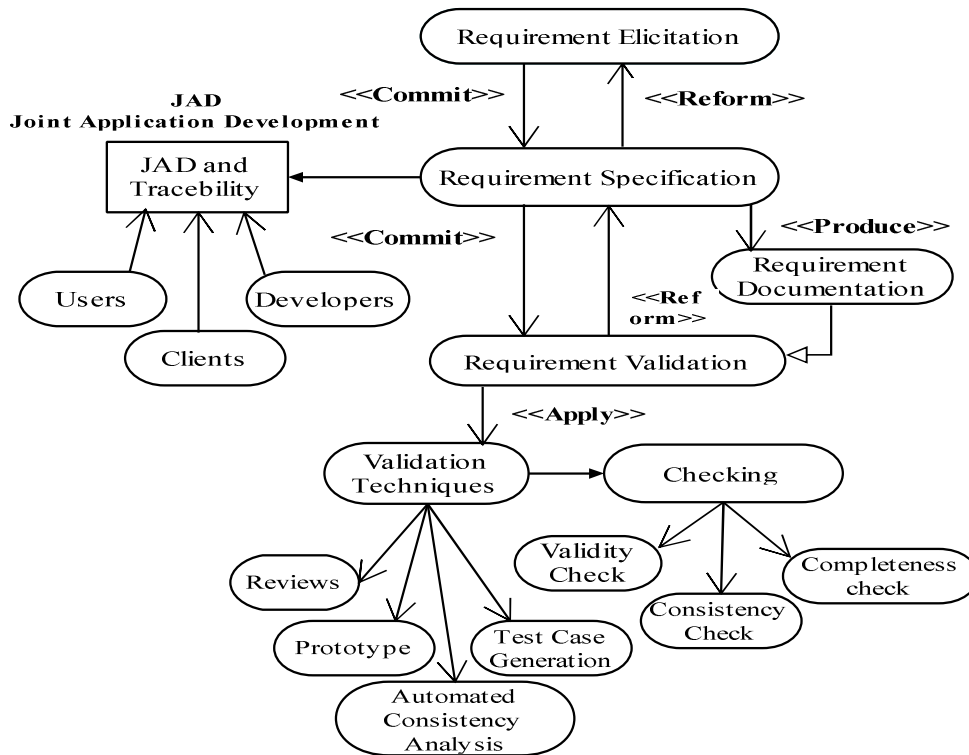 Requirement Elicitation
<<Commit>>
<<Reform>>
JAD
Joint Application Development
JAD and
Tracebility
Requirement Specification
<<Commit>>
<<Produce>>
Users
Developers
Clients
Requirement
Documentation
<<Ref
orm>>
Requirement Validation
<<Apply>>
Validation
Techniques
Checking
Reviews
Prototype
Automated
Consistency
Analysis
Test Case
Generation
Validity
Check
Consistency
Check
Completeness
check